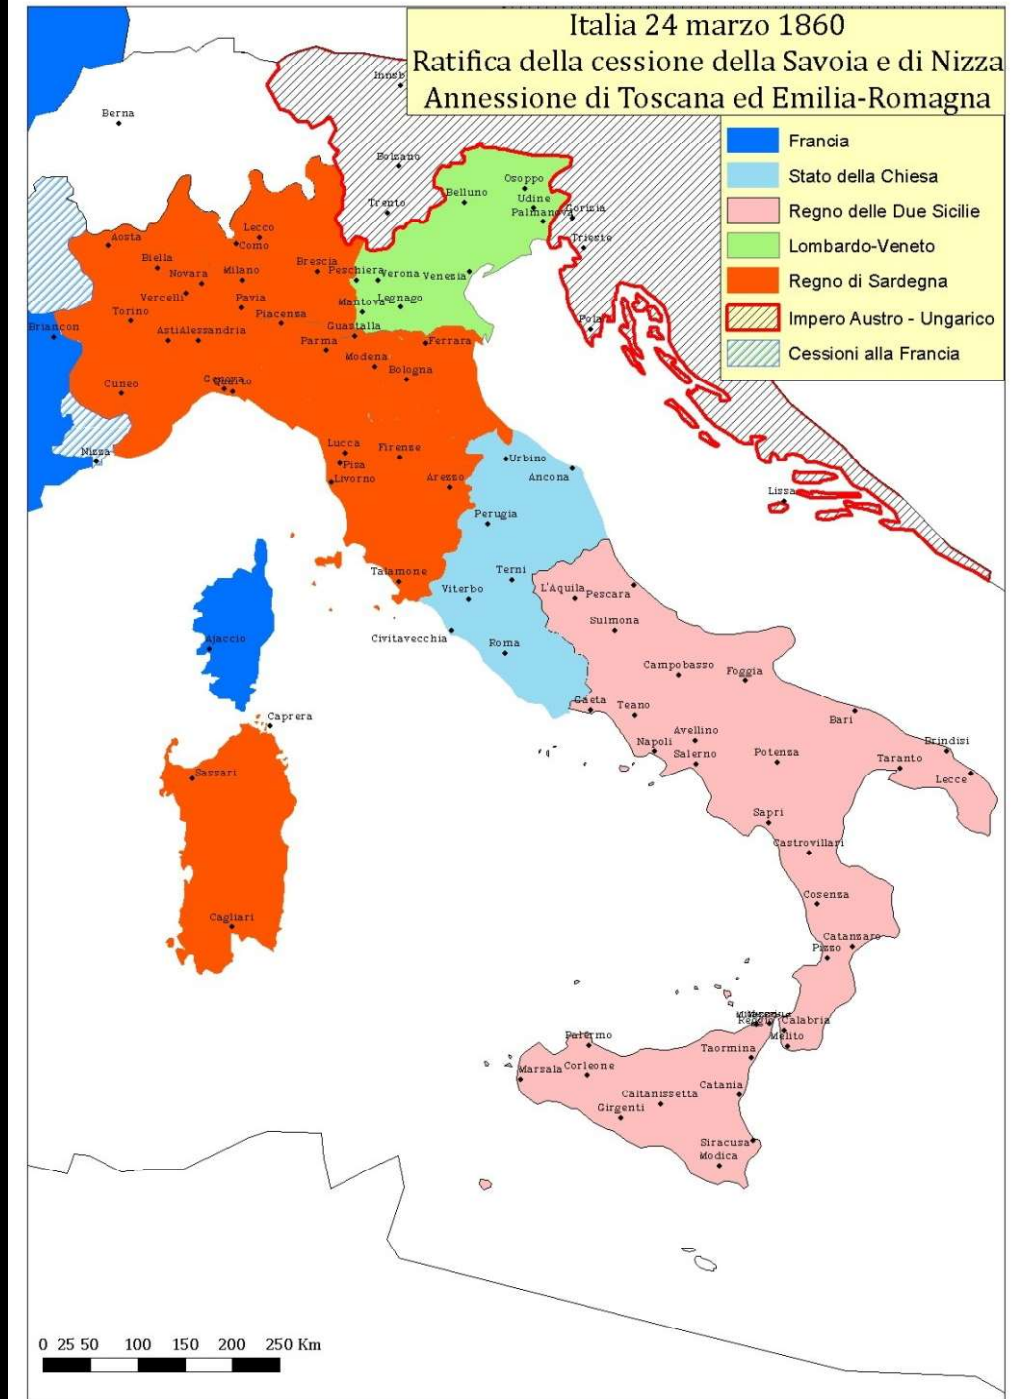 Italia 24 marzo 1860
Ratifica della cessione della Savoia e di Nizza
Annessione di Toscana ed Emilia-Romagna
Francia
Stato della Chiesa
Regno delle Due Sicilie
Lombardo-Veneto
Regno di Sardegna
Impero Austro - Ungarico
Cessioni alla Francia
Innsb
Berna
Bolzano
Trento
Belluno
Osoppo
Udine
Palmanova
Gorizia
Trieste
Aosta
Lecco
Como
Biella
Novara
Milano
Brescia
Peschiera
Verona
Venezia
Vercelli
Pavia
Mantova
Legnago
Torino
Piacenza
Pola
Briancon
Asti
Alessandria
Guastalla
Parma
Ferrara
Modena
Bologna
Cuneo
Genova
Quarto
Nizza
Lucca
Firenze
Pisa
Livorno
Arezzo
Urbino
Ancona
Lissa
Perugia
Talamone
Terni
Viterbo
L'Aquila
Pescara
Sulmona
Civitavecchia
Roma
Ajaccio
Campobasso
Foggia
Gaeta
Teano
Caprera
Bari
Avellino
Napoli
Salerno
Potenza
Brindisi
Taranto
Lecce
Sassari
Sapri
Castrovillari
Cosenza
Cagliari
Catanzaro
Pizzo
Reggio Calabria
Melito
Palermo
Taormina
Marsala
Corleone
Catania
Caltanissetta
Girgenti
Siracusa
Modica
0 25 50 100 150 200 250 Km